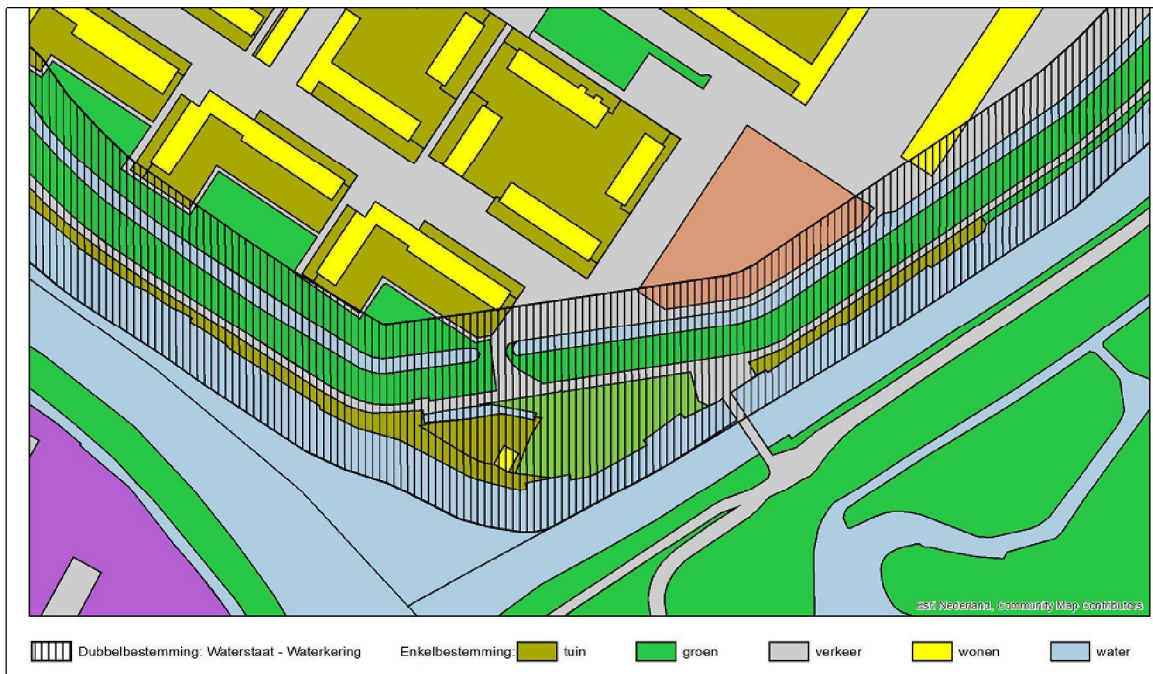 Esri Nederland, Community Map Contributors
Dubbelbestemming: Waterstaat - Waterkering Enkelbestemming: tuin groen verkeer wonen water